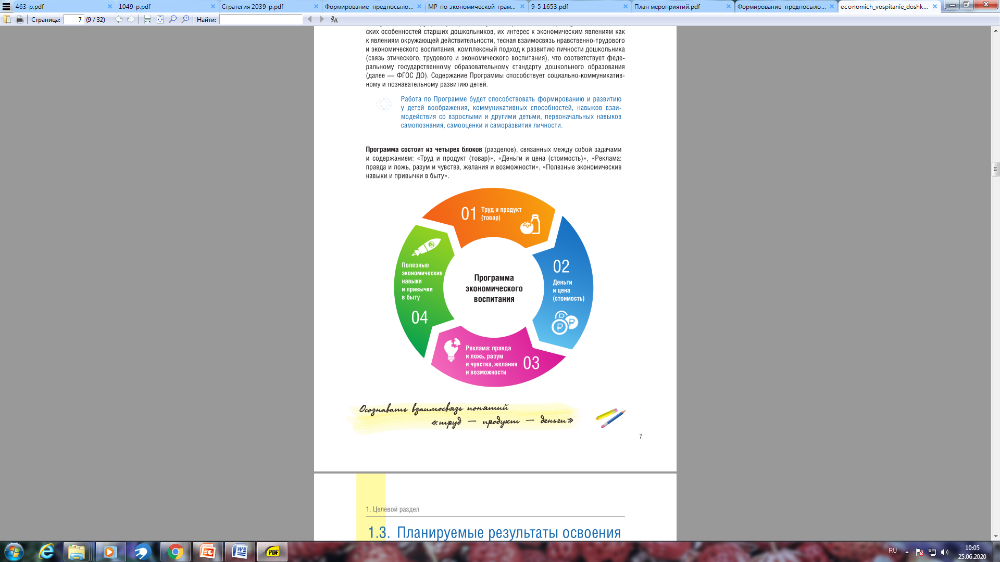 463-p.pdf
1049-p.pdf
Стратегия 2039-p.pdf
Формирование предпосыло...
МР по экономической грам...
9-5 1653.pdf
План мероприятий.pdf
Формирование предпосыло...
economich_vospitanie_doshk...
Страница: 7 (9 / 32)
Найти:
ских особенностей старших дошкольников, их интерес к экономическим явлениям как
к явлениям окружающей действительности, тесная взаимосвязь нравственно-трудового
и экономического воспитания, комплексный подход к развитию личности дошкольника
(связь этического, трудового и экономического воспитания), что соответствует феде-
ральному государственному образовательному стандарту дошкольного образования
(далее — ФГОС ДО). Содержание Программы способствует социально-коммуникатив-
ному и познавательному развитию детей.
Работа по Программе будет способствовать формированию и развитию
у детей воображения, коммуникативных способностей, навыков взаи-
модействия со взрослыми и другими детьми, первоначальных навыков
самопознания, самооценки и саморазвития личности.
Программа состоит из четырех блоков (разделов), связанных между собой задачами
и содержанием: «Труд и продукт (товар)», «Деньги и цена (стоимость)», «Реклама:
правда и ложь, разум и чувства, желания и возможности», «Полезные экономические
навыки и привычки в быту».
01
Труд и продукт
(товар)
02
Деньги
и цена
(стоимость)
Реклама: правда
и ложь, разум
и чувства, желания
и возможности
03
Полезные
экономические
навыки
и привычки
в быту
04
Программа
экономического
воспитания
Осознавать взаимосвязь понятий
«труд — продукт — деньги»
7
1. Целевой раздел
1.3. Планируемые результаты освоения
RU
10:05
25.06.2020